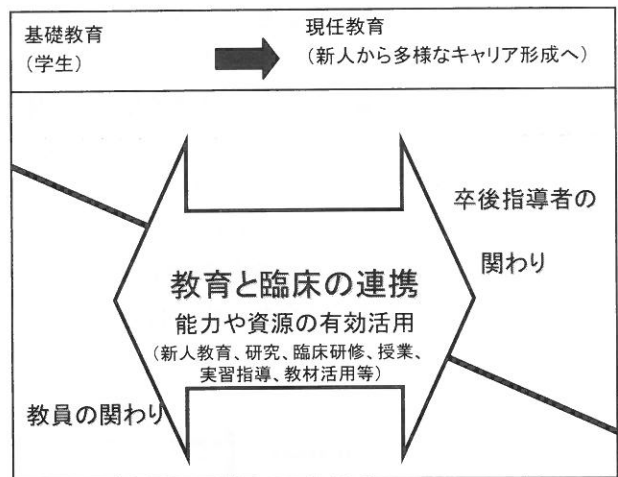 基礎教育
(学生)
現任教育
(新人から多様なキャリア形成へ)
卒後指導者の
関わり
教育と臨床の連携
能力や資源の有効活用
(新人教育、研究、臨床研修、授業、
実習指導、教材活用等)
教員の関わり